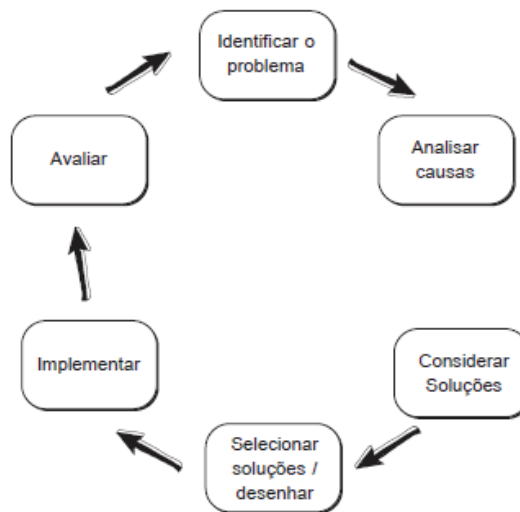 Identificar o
problema
Analisar
causas
Considerar
Soluções
Selecionar
soluções /
desenhar
Implementar
Avaliar